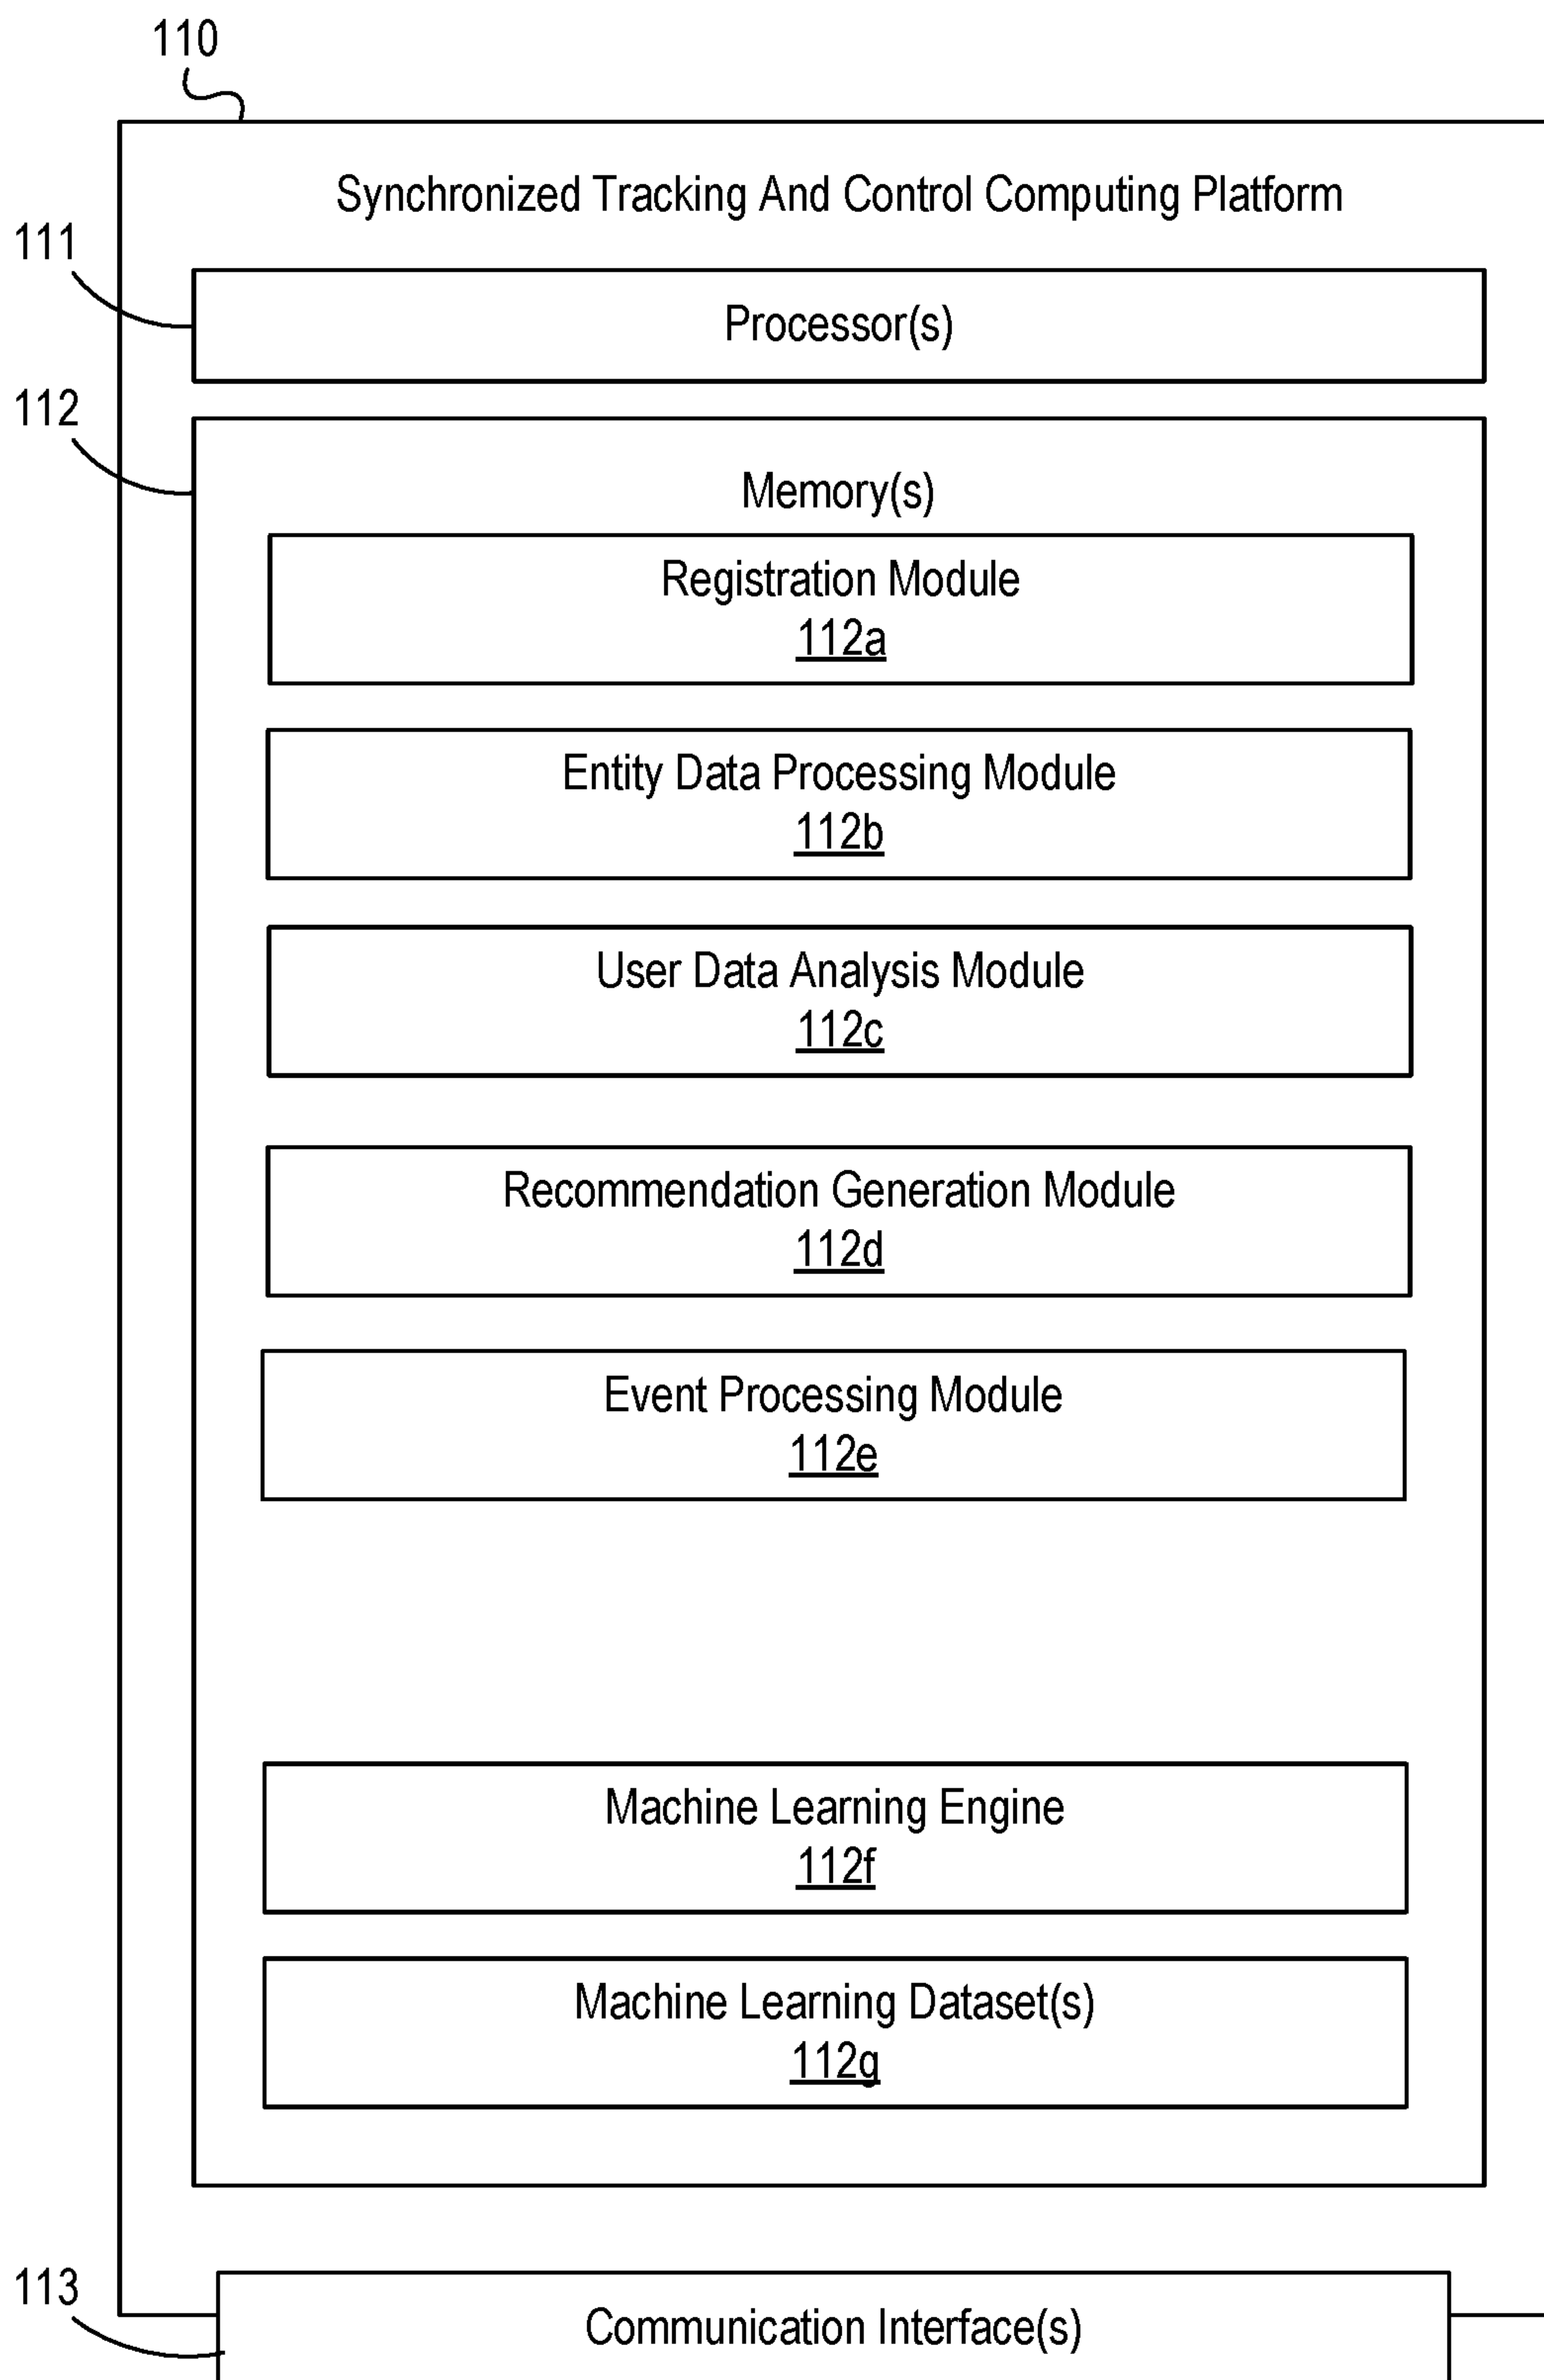 110
Synchronized Tracking And Control Computing Platform
111
Processor(s)
112
Memory(s)
Registration Module
112a
Entity Data Processing Module
112b
User Data Analysis Module
112c
Recommendation Generation Module
112d
Event Processing Module
112e
Machine Learning Engine
112f
Machine Learning Dataset(s)
112g
113
Communication Interface(s)